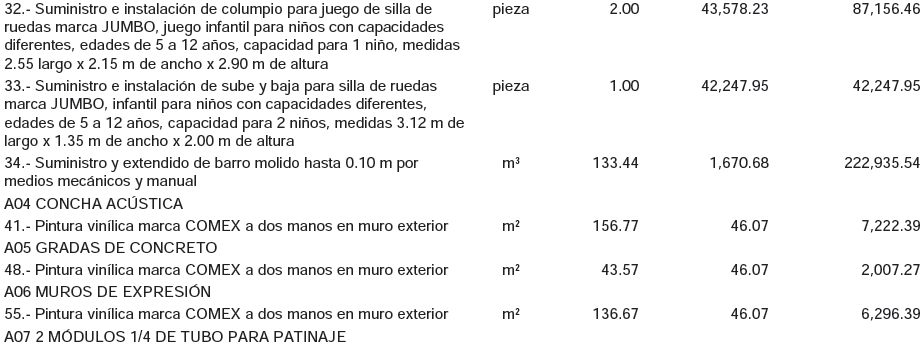 32.- Suministro e instalación de columpio para juego de silla de pieza 2.00 43,578.23 87,156.46
ruedas marca JUMBO, juego infantil para niños con capacidades
diferentes, edades de 5 a 12 años, capacidad para 1 niño, medidas
2.55 largo x 2.15 m de ancho x 2.90 m de altura
33.- Suministro e instalación de sube y baja para silla de ruedas pieza 1.00 42,247.95 42,247.95
marca JUMBO, infantil para niños con capacidades diferentes,
edades de 5 a 12 años, capacidad para 2 niños, medidas 3.12 m de
largo x 1.35 m de ancho x 2.00 m de altura
34.- Suministro y extendido de barro molido hasta 0.10 m por m³ 133.44 1,670.68 222,935.54
medios mecánicos y manual
A04 CONCHA ACÚSTICA
41.- Pintura vinílica marca COMEX a dos manos en muro exterior m² 156.77 46.07 7,222.39
A05 GRADAS DE CONCRETO
48.- Pintura vinílica marca COMEX a dos manos en muro exterior m² 43.57 46.07 2,007.27
A06 MUROS DE EXPRESIÓN
55.- Pintura vinílica marca COMEX a dos manos en muro exterior m² 136.67 46.07 6,296.39
A07 2 MÓDULOS 1/4 DE TUBO PARA PATINAJE